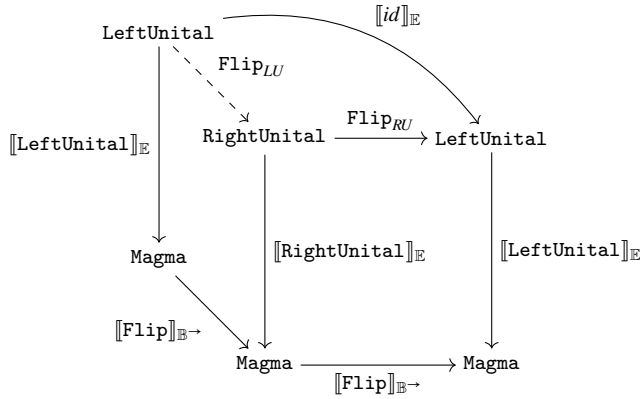 LeftUnital
⟦id⟧𝔼
Flip_LU
RightUnital
Flip_RU
LeftUnital
⟦LeftUnital⟧𝔼
⟦RightUnital⟧𝔼
⟦LeftUnital⟧𝔼
Magma
⟦Flip⟧𝔹→
Magma
Magma
⟦Flip⟧𝔹→